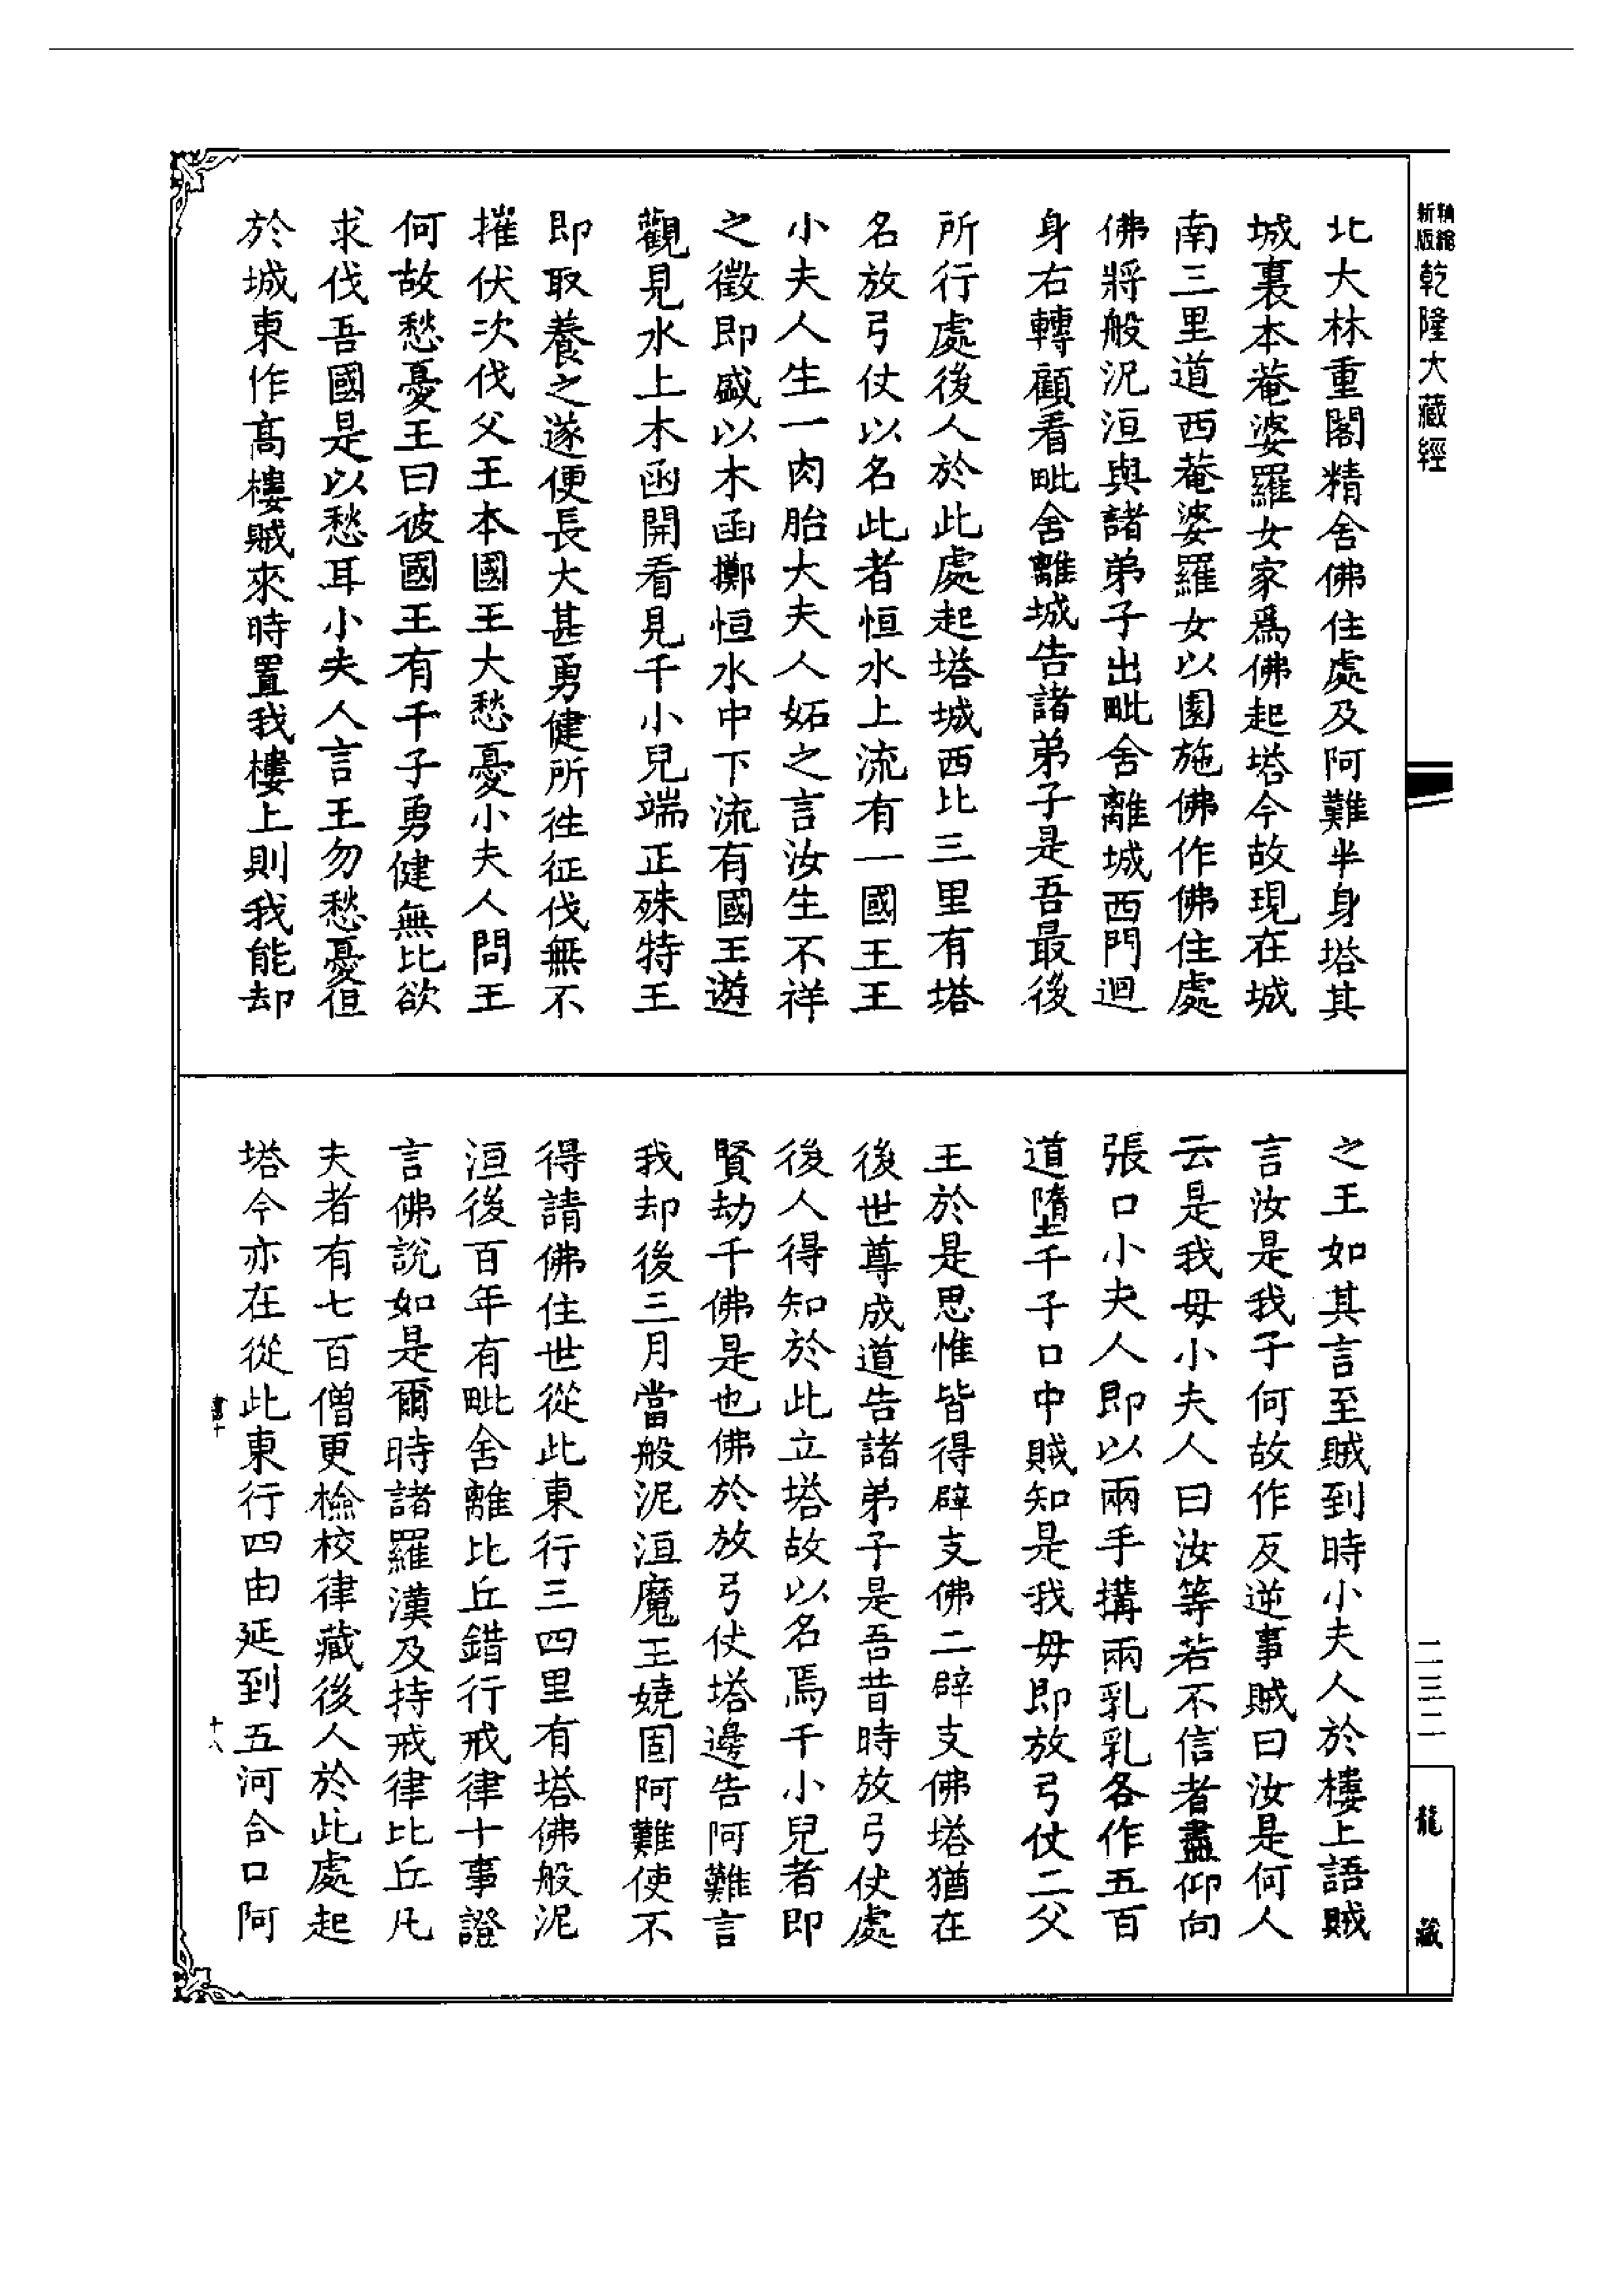 精縮新版乾隆大藏經
北大林重閣精舍佛住處及阿難半身塔其
城裏本菴婆羅女家爲佛起塔今故現在城
南三里道西菴婆羅女以園施佛作佛住處
佛將般泥洹與諸弟子出毗舍離城西門迴
身右轉顧看毗舍離城告諸弟子是吾最後
所行處後人於此處起塔城西北三里有塔
名放弓仗以名此者恒水上流有一國王王
小夫人生一肉胎大夫人妬之言汝生不祥
之徵即盛以木函擲恒水中下流有國王遊
觀見水上木函開看見千小兒端正殊特王
即取養之遂便長大甚勇健所往征伐無不
摧伏次伐父王本國王大愁憂小夫人問王
何故愁憂王曰彼國王有千子勇健無比欲
求伐吾國是以愁耳小夫人言王勿愁憂但
於城東作高樓賊來時置我樓上則我能却
之王如其言至賊到時小夫人於樓上語賊
言汝是我子何故作反逆事賊曰汝是何人
云是我母小夫人曰汝等若不信者盡仰向
張口小夫人即以兩手搆兩乳乳各作五百
道墮千子口中賊知是我母即放弓仗二父
王於是思惟皆得辟支佛二辟支佛塔猶在
後世尊成道告諸弟子是吾昔時放弓仗處
後人得知於此立塔故以名焉千小兒者即
賢劫千佛是也佛於放弓仗塔邊告阿難言
我却後三月當般泥洹魔王嬈固阿難使不
得請佛住世從此東行三四里有塔佛般泥
洹後百年有毗舍離比丘錯行戒律十事證
言佛說如是爾時諸羅漢及持戒律比丘凡
夫者有七百僧更檢校律藏後人於此處起
塔今亦在從此東行四由延到五河合口阿
書十
十八
二三二
龍藏